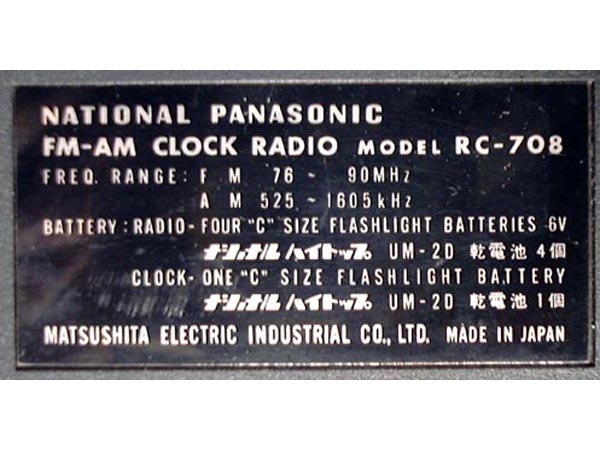 NATIONAL PANASONIC
FM-AM CLOCK RADIO MODEL RC-708
FREQ. RANGE: F M 76 ~ 90MHz
A M 525 ~ 1605kHz
BATTERY: RADIO- FOUR "C" SIZE FLASHLIGHT BATTERIES 6V
ナショナル ハイトップ UM-2D 乾電池 4個
CLOCK- ONE "C" SIZE FLASHLIGHT BATTERY
ナショナル ハイトップ UM-2D 乾電池 1個
MATSUSHITA ELECTRIC INDUSTRIAL CO., LTD. MADE IN JAPAN